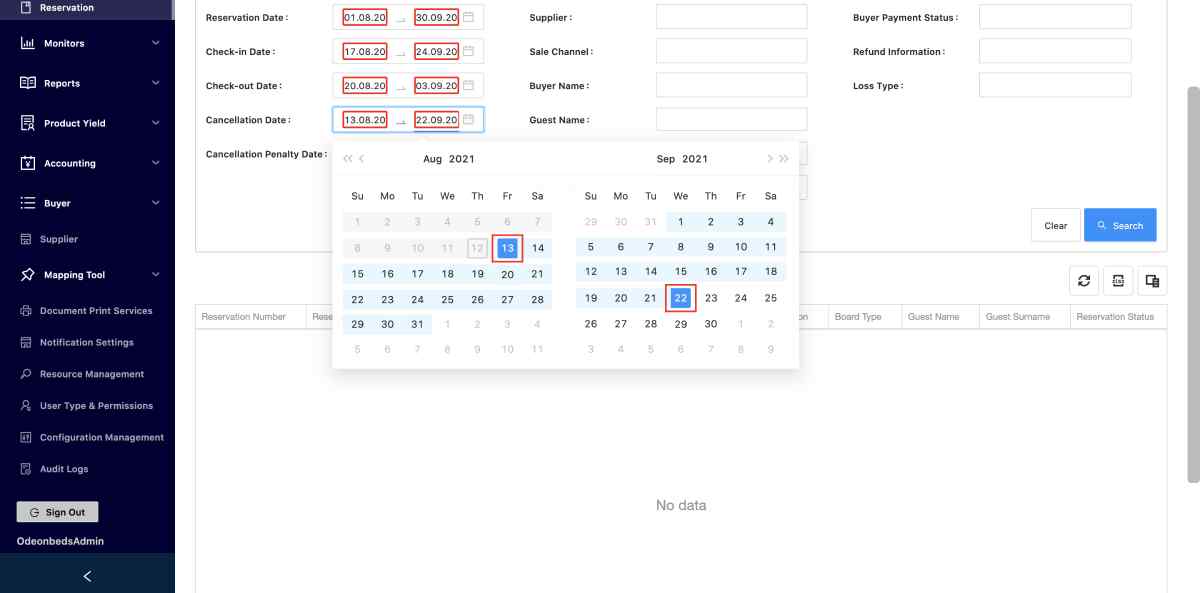 Reservation
Monitors
Reports
Product Yield
Accounting
Buyer
Supplier
Mapping Tool
Document Print Services
Notification Settings
Resource Management
User Type & Permissions
Configuration Management
Audit Logs
Sign Out
OdeonbedsAdmin
Reservation Date : 01.08.20 30.09.20 Supplier : Buyer Payment Status :
Check-in Date : 17.08.20 24.09.20 Sale Channel : Refund Information :
Check-out Date : 20.08.20 03.09.20 Buyer Name : Loss Type :
Cancellation Date : 13.08.20 22.09.20 Guest Name :
Cancellation Penalty Date :
Aug 2021
Su Mo Tu We Th Fr Sa
1 2 3 4 5 6 7
8 9 10 11 12 13 14
15 16 17 18 19 20 21
22 23 24 25 26 27 28
29 30 31 1 2 3 4
5 6 7 8 9 10 11
Sep 2021
Su Mo Tu We Th Fr Sa
29 30 31 1 2 3 4
5 6 7 8 9 10 11
12 13 14 15 16 17 18
19 20 21 22 23 24 25
26 27 28 29 30 1 2
3 4 5 6 7 8 9
Clear Search
Reservation Number Rese on Board Type Guest Name Guest Surname Reservation Status
No data